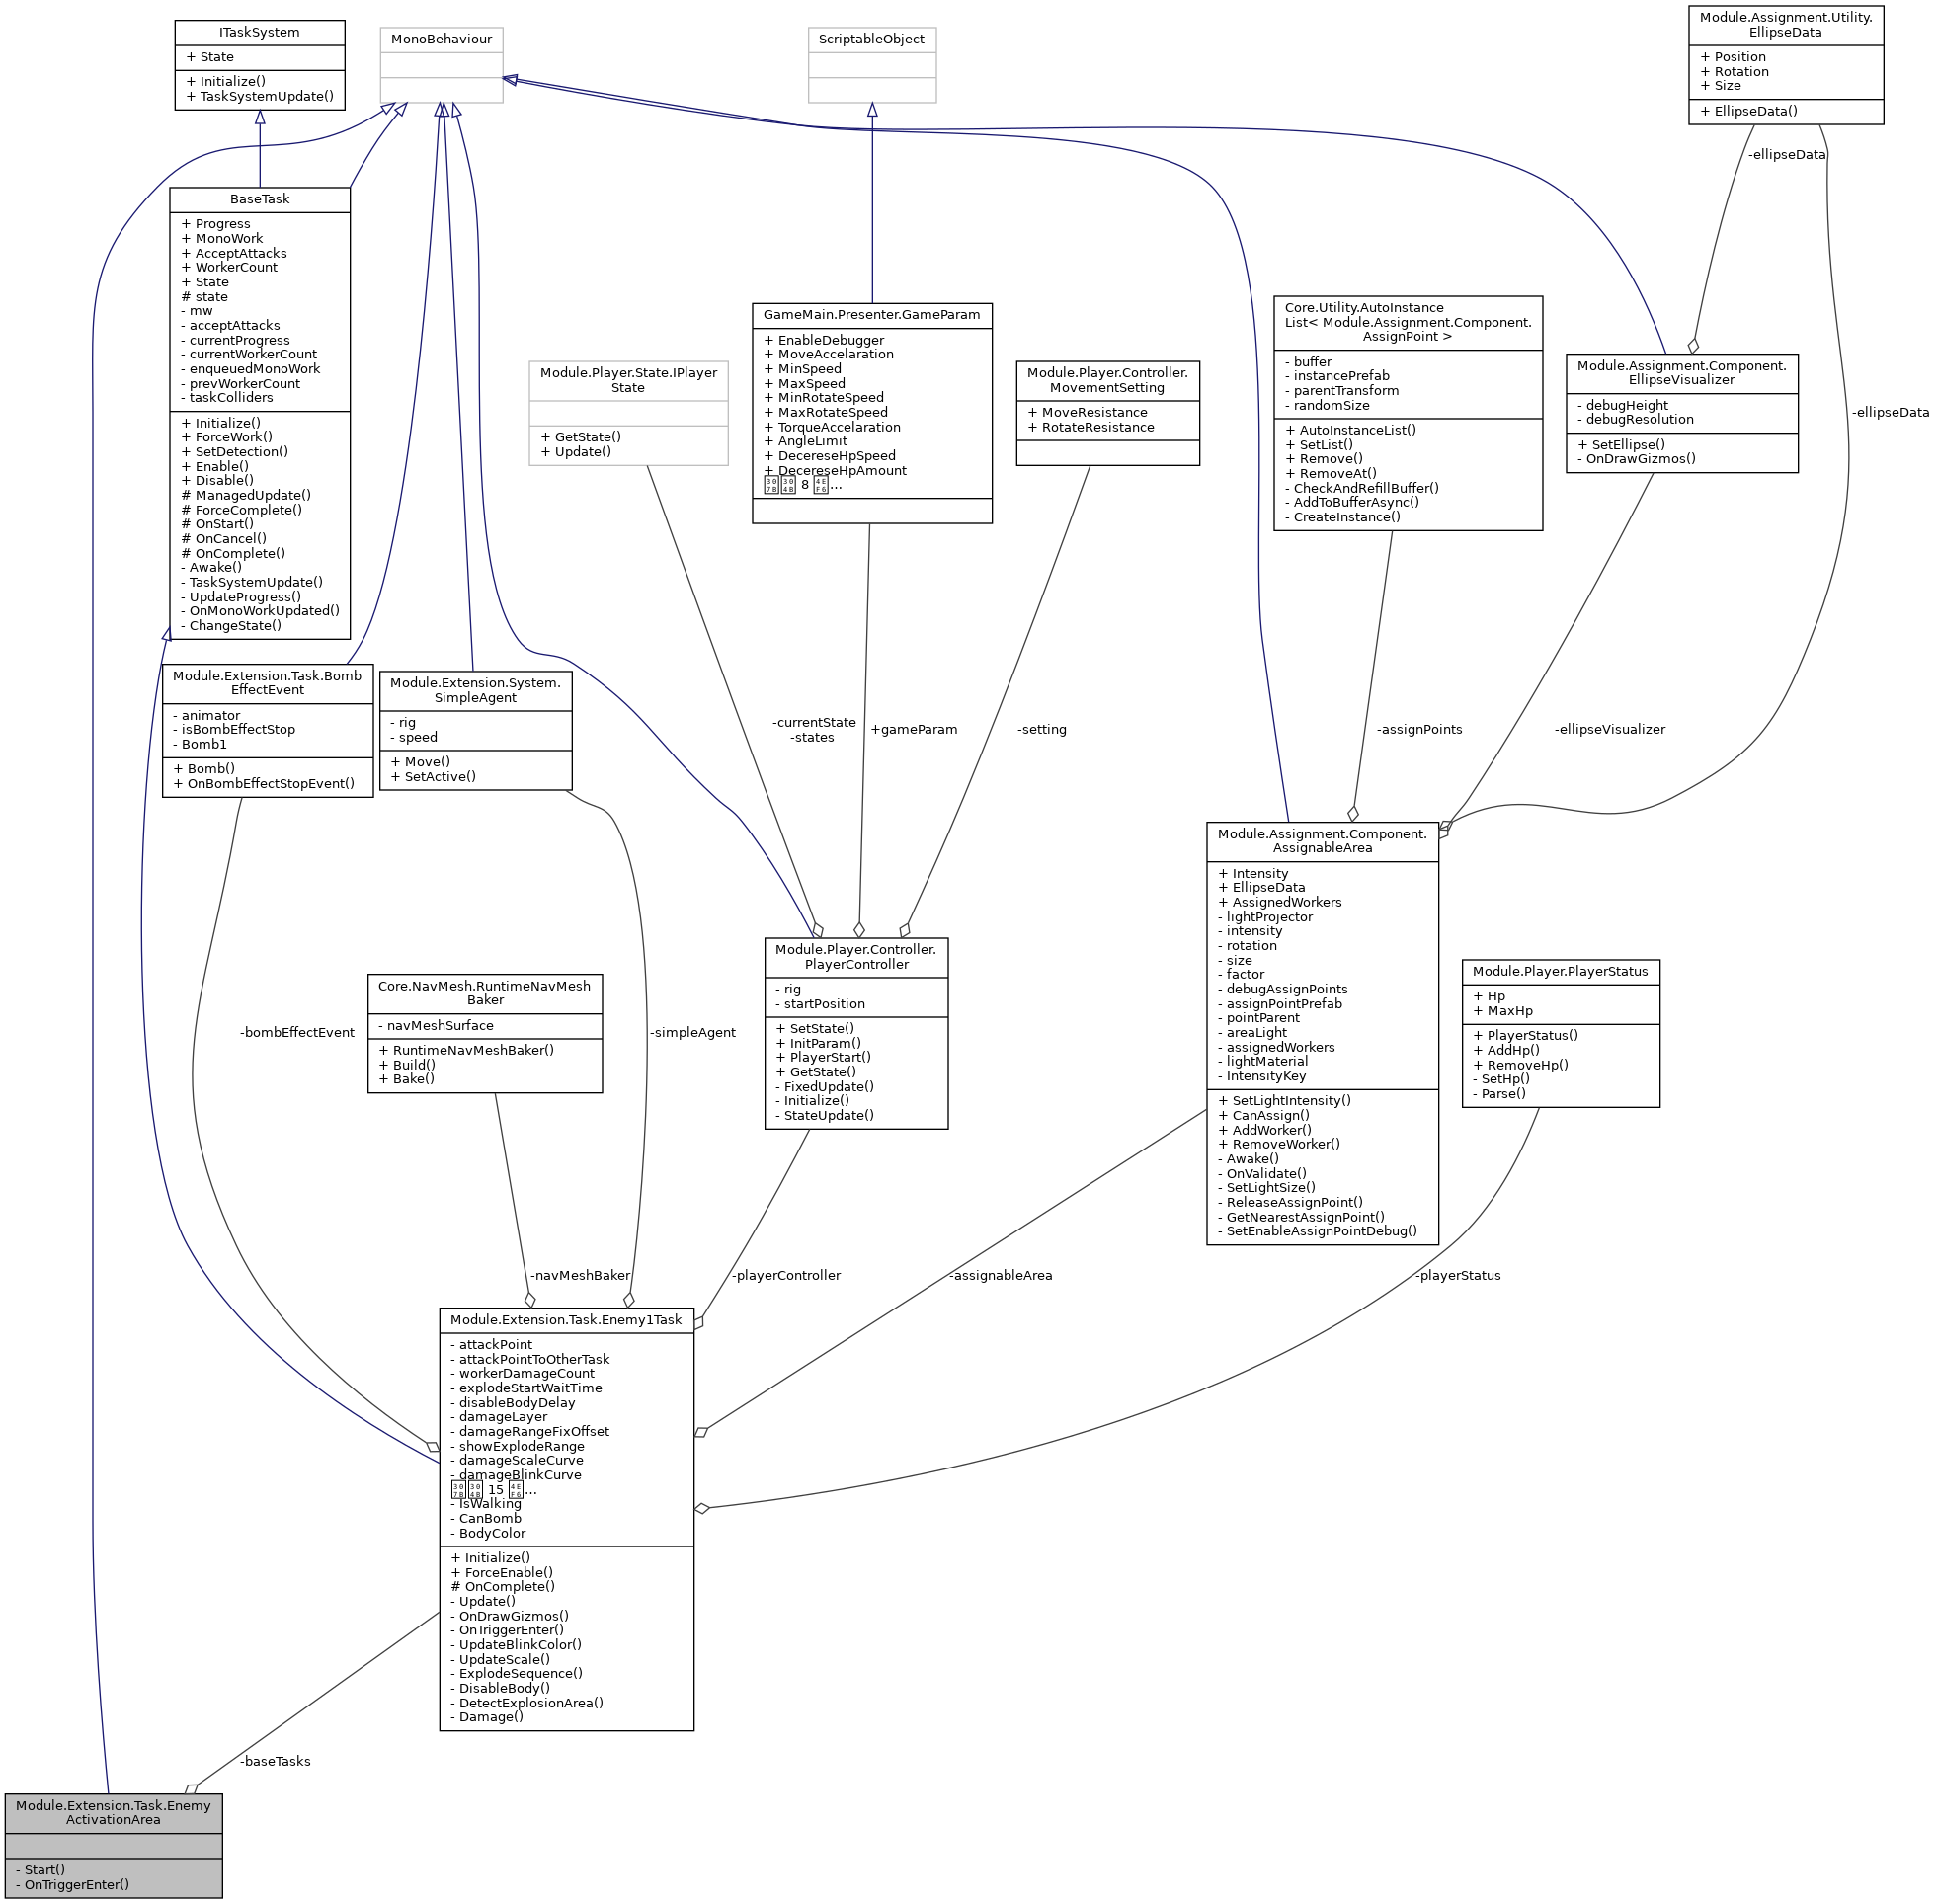 ITaskSystem
+ State
+ Initialize()
+ TaskSystemUpdate()
MonoBehaviour
ScriptableObject
Module.Assignment.Utility.
EllipseData
+ Position
+ Rotation
+ Size
+ EllipseData()
-ellipseData
BaseTask
+ Progress
+ MonoWork
+ AcceptAttacks
+ WorkerCount
+ State
# state
- mw
- acceptAttacks
- currentProgress
- currentWorkerCount
- enqueuedMonoWork
- prevWorkerCount
- taskColliders
+ Initialize()
+ ForceWork()
+ SetDetection()
+ Enable()
+ Disable()
# ManagedUpdate()
# ForceComplete()
# OnStart()
# OnCancel()
# OnComplete()
- Awake()
- TaskSystemUpdate()
- UpdateProgress()
- OnMonoWorkUpdated()
- ChangeState()
Module.Player.State.IPlayer
State
+ GetState()
+ Update()
GameMain.Presenter.GameParam
+ EnableDebugger
+ MoveAccelaration
+ MinSpeed
+ MaxSpeed
+ MinRotateSpeed
+ MaxRotateSpeed
+ TorqueAccelaration
+ AngleLimit
+ DecereseHpSpeed
+ DecereseHpAmount
307B 304B 8 4EF6...
Module.Player.Controller.
MovementSetting
+ MoveResistance
+ RotateResistance
Core.Utility.AutoInstance
List< Module.Assignment.Component.
AssignPoint >
- buffer
- instancePrefab
- parentTransform
- randomSize
+ AutoInstanceList()
+ SetList()
+ Remove()
+ RemoveAt()
- CheckAndRefillBuffer()
- AddToBufferAsync()
- CreateInstance()
Module.Assignment.Component.
EllipseVisualizer
- debugHeight
- debugResolution
+ SetEllipse()
- OnDrawGizmos()
-ellipseData
Module.Extension.Task.Bomb
EffectEvent
- animator
- isBombEffectStop
- Bomb1
+ Bomb()
+ OnBombEffectStopEvent()
Module.Extension.System.
SimpleAgent
- rig
- speed
+ Move()
+ SetActive()
-currentState
-states
+gameParam
-setting
-assignPoints
-ellipseVisualizer
Module.Assignment.Component.
AssignableArea
+ Intensity
+ EllipseData
+ AssignedWorkers
- lightProjector
- intensity
- rotation
- size
- factor
- debugAssignPoints
- assignPointPrefab
- pointParent
- areaLight
- assignedWorkers
- lightMaterial
- IntensityKey
+ SetLightIntensity()
+ CanAssign()
+ AddWorker()
+ RemoveWorker()
- Awake()
- OnValidate()
- SetLightSize()
- ReleaseAssignPoint()
- GetNearestAssignPoint()
- SetEnableAssignPointDebug()
Module.Player.Controller.
PlayerController
- rig
- startPosition
+ SetState()
+ InitParam()
+ PlayerStart()
+ GetState()
- FixedUpdate()
- Initialize()
- StateUpdate()
Module.Player.PlayerStatus
+ Hp
+ MaxHp
+ PlayerStatus()
+ AddHp()
+ RemoveHp()
- SetHp()
- Parse()
Core.NavMesh.RuntimeNavMesh
Baker
- navMeshSurface
+ RuntimeNavMeshBaker()
+ Build()
+ Bake()
-bombEffectEvent
-simpleAgent
-navMeshBaker
-playerController
-assignableArea
-playerStatus
Module.Extension.Task.Enemy1Task
- attackPoint
- attackPointToOtherTask
- workerDamageCount
- explodeStartWaitTime
- disableBodyDelay
- damageLayer
- damageRangeFixOffset
- showExplodeRange
- damageScaleCurve
- damageBlinkCurve
307B 304B 15 4EF6...
- IsWalking
- CanBomb
- BodyColor
+ Initialize()
+ ForceEnable()
# OnComplete()
- Update()
- OnDrawGizmos()
- OnTriggerEnter()
- UpdateBlinkColor()
- UpdateScale()
- ExplodeSequence()
- DisableBody()
- DetectExplosionArea()
- Damage()
-baseTasks
Module.Extension.Task.Enemy
ActivationArea
- Start()
- OnTriggerEnter()